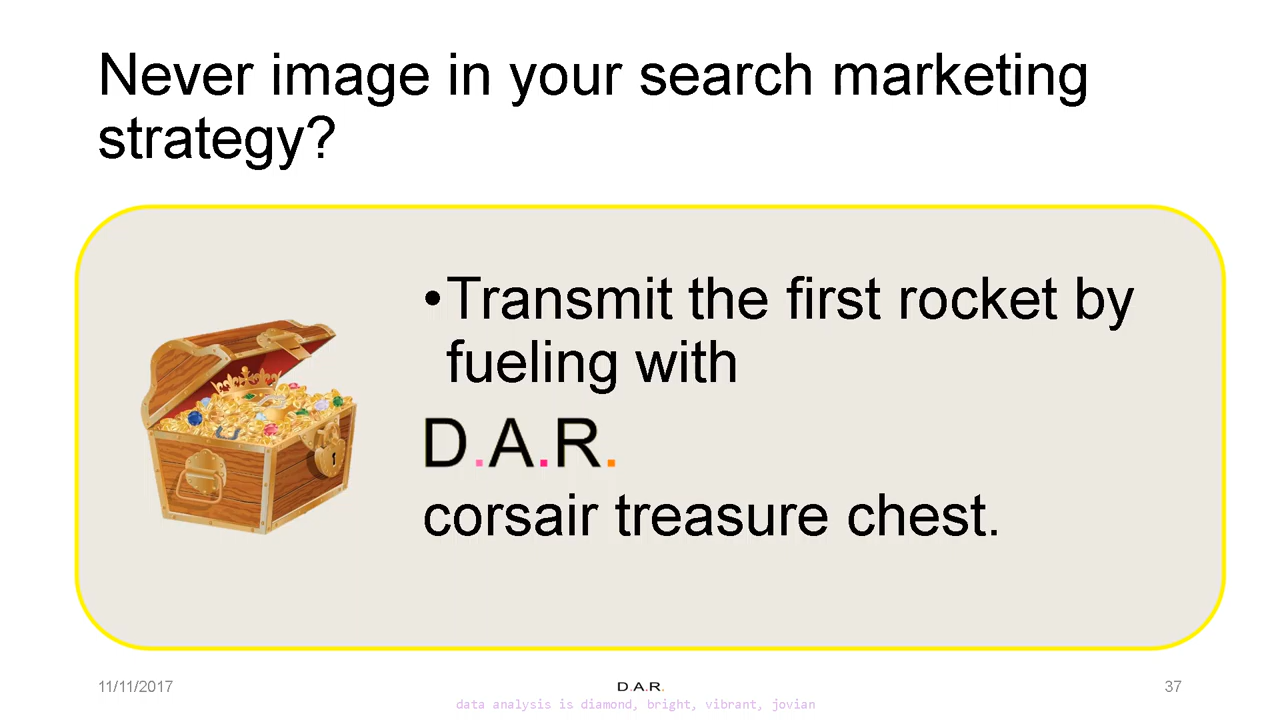 Never image in your search marketing
strategy?
•Transmit the first rocket by
fueling with
D.A.R.
corsair treasure chest.
11/11/2017
D.A.R.
37
data analysis is diamond, bright, vibrant, jovian